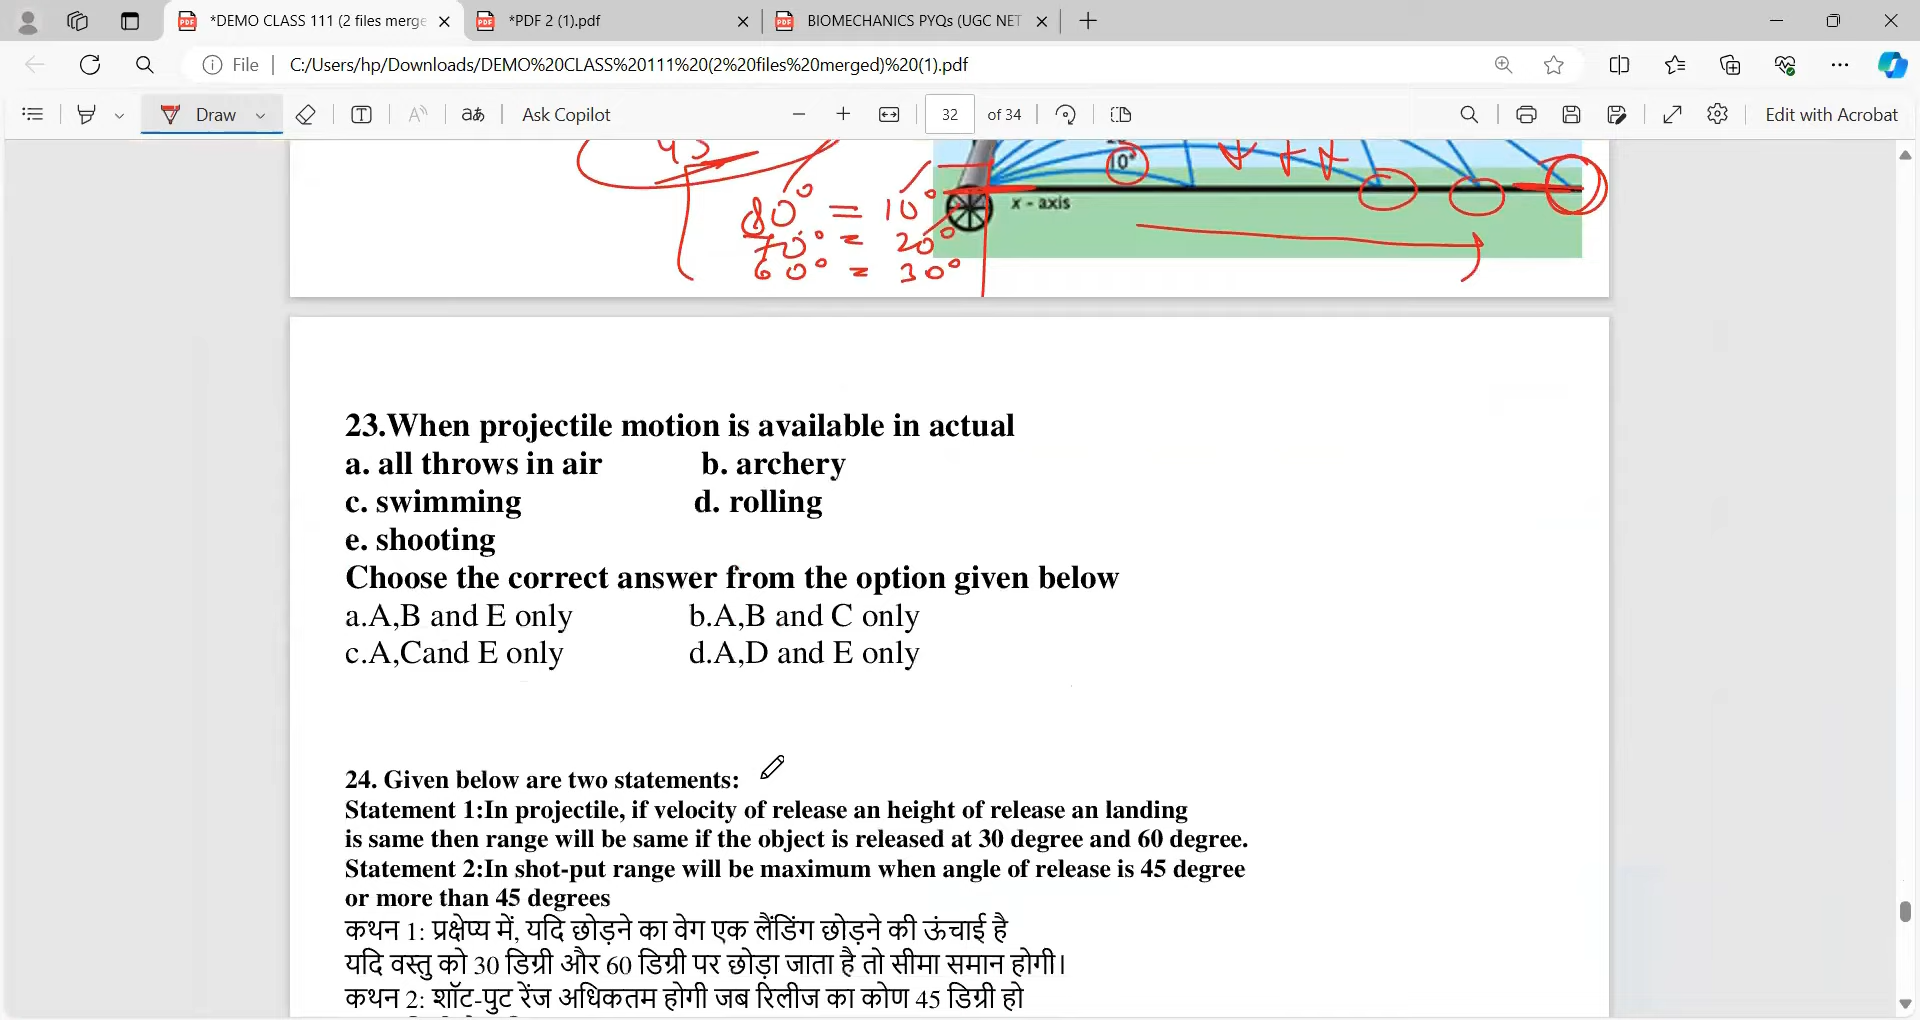 *DEMO CLASS 111 (2 files merge
*PDF 2 (1).pdf
BIOMECHANICS PYQs (UGC NET
File
C:/Users/hp/Downloads/DEMO%20CLASS%20111%20(2%20files%20merged)%20(1).pdf
Draw
aあ
Ask Copilot
32 of 34
Edit with Acrobat
45
10°
x - axis
80° = 10°
70° = 20°
60° = 30°
23.When projectile motion is available in actual
a. all throws in air b. archery
c. swimming d. rolling
e. shooting
Choose the correct answer from the option given below
a.A,B and E only b.A,B and C only
c.A,Cand E only d.A,D and E only
24. Given below are two statements:
Statement 1:In projectile, if velocity of release an height of release an landing
is same then range will be same if the object is released at 30 degree and 60 degree.
Statement 2:In shot-put range will be maximum when angle of release is 45 degree
or more than 45 degrees
कथन 1: प्रक्षेप्य में, यदि छोड़ने का वेग एक लैंडिंग छोड़ने की ऊंचाई है
यदि वस्तु को 30 डिग्री और 60 डिग्री पर छोड़ा जाता है तो सीमा समान होगी।
कथन 2: शॉट-पुट रेंज अधिकतम होगी जब रिलीज का कोण 45 डिग्री हो